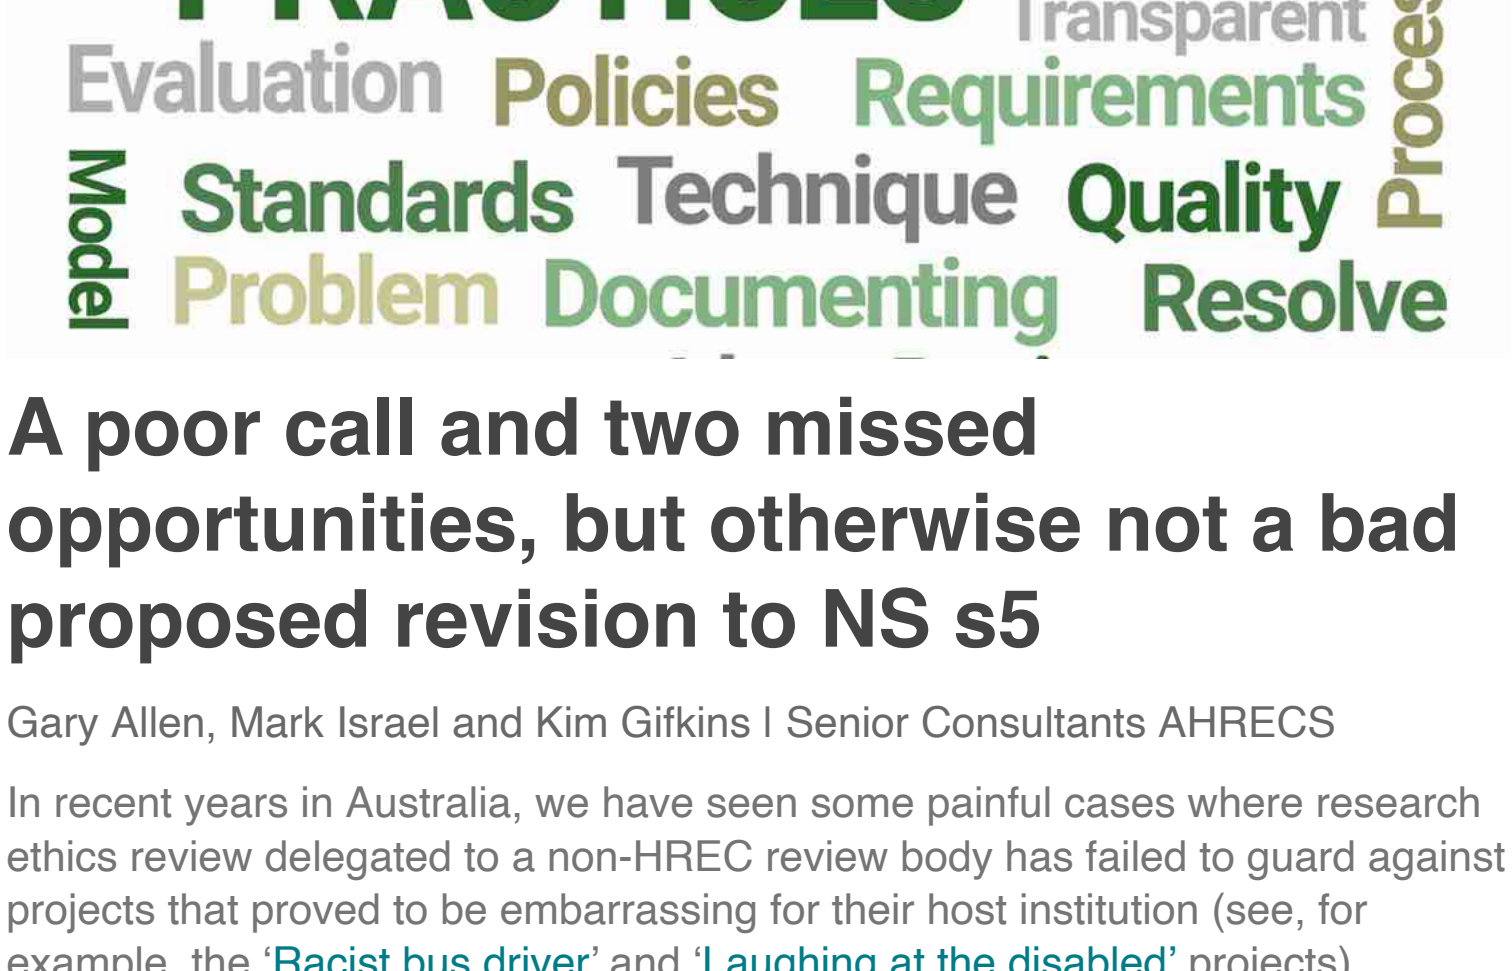 PRACTICES
Transparent
Evaluation Policies Requirements
Model
Standards Technique Quality
Problem Documenting Resolve
A poor call and two missed
opportunities, but otherwise not a bad
proposed revision to NS s5
Gary Allen, Mark Israel and Kim Gifkins | Senior Consultants AHRECS
In recent years in Australia, we have seen some painful cases where research
ethics review delegated to a non-HREC review body has failed to guard against
projects that proved to be embarrassing for their host institution (see, for
example, the ‘Racist bus driver’ and ‘Laughing at the disabled’ projects)